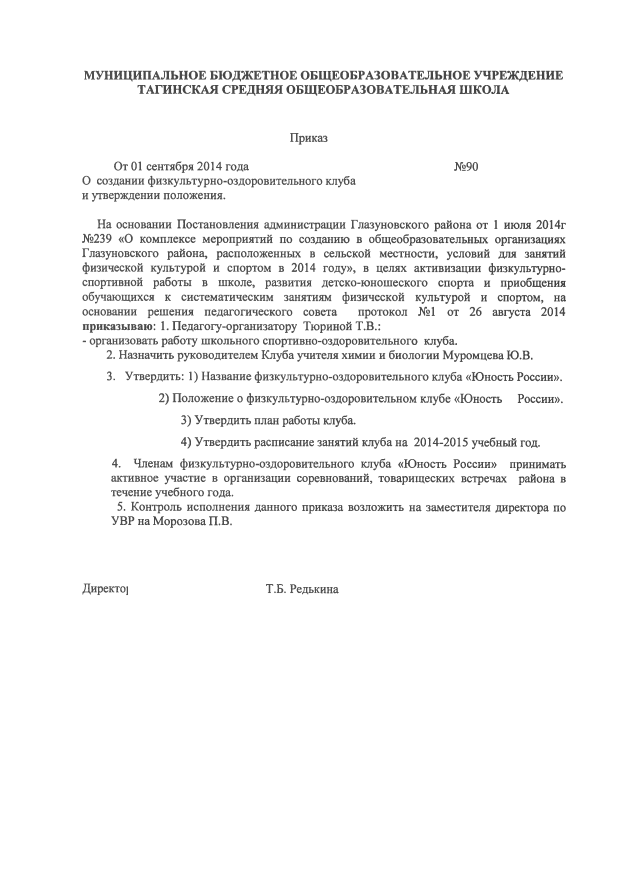 МУНИЦИПАЛЬНОЕ БЮДЖЕТНОЕ ОБЩЕОБРАЗОВАТЕЛЬНОЕ УЧРЕЖДЕНИЕ
ТАГИНСКАЯ СРЕДНЯЯ ОБЩЕОБРАЗОВАТЕЛЬНАЯ ШКОЛА
Приказ
От 01 сентября 2014 года №90
О создании физкультурно-оздоровительного клуба
и утверждении положения.
На основании Постановления администрации Глазуновского района от 1 июля 2014г
№239 «О комплексе мероприятий по созданию в общеобразовательных организациях
Глазуновского района, расположенных в сельской местности, условий для занятий
физической культурой и спортом в 2014 году», в целях активизации физкультурно-
спортивной работы в школе, развития детско-юношеского спорта и приобщения
обучающихся к систематическим занятиям физической культурой и спортом, на
основании решения педагогического совета протокол №1 от 26 августа 2014
приказываю: 1. Педагогу-организатору Тюриной Т.В.:
- организовать работу школьного спортивно-оздоровительного клуба.
2. Назначить руководителем Клуба учителя химии и биологии Муромцева Ю.В.
3. Утвердить: 1) Название физкультурно-оздоровительного клуба «Юность России».
2) Положение о физкультурно-оздоровительном клубе «Юность России».
3) Утвердить план работы клуба.
4) Утвердить расписание занятий клуба на 2014-2015 учебный год.
4. Членам физкультурно-оздоровительного клуба «Юность России» принимать
активное участие в организации соревнований, товарищеских встречах района в
течение учебного года.
5. Контроль исполнения данного приказа возложить на заместителя директора по
УВР на Морозова П.В.
Директор Т.Б. Редькина